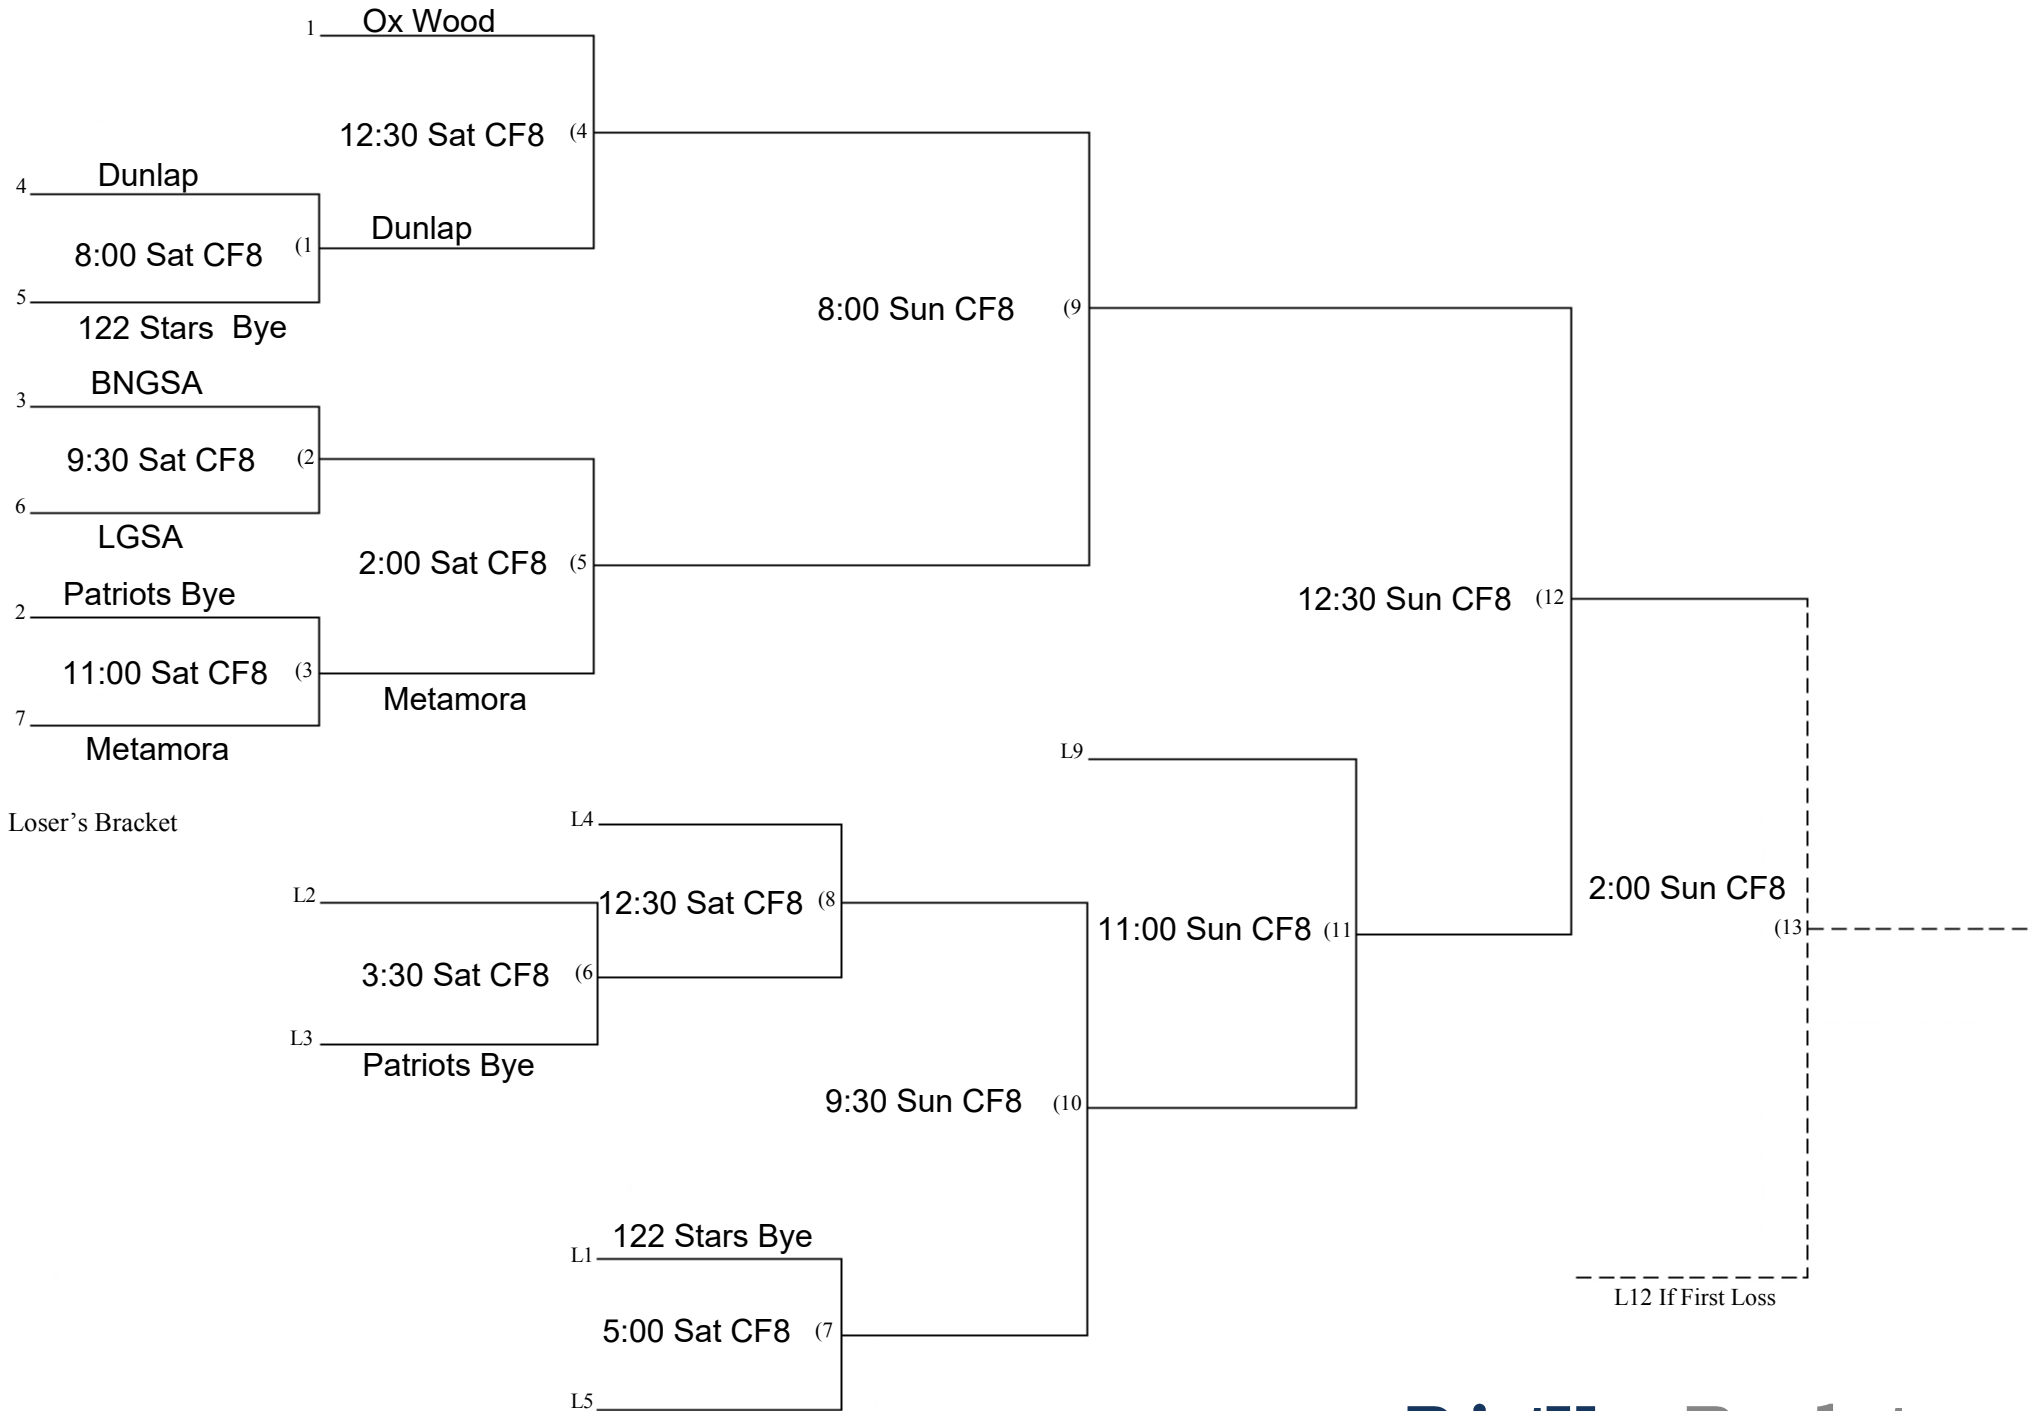 1 Ox Wood
12:30 Sat CF8 (4
4 Dunlap
Dunlap
8:00 Sat CF8 (1
5
122 Stars Bye
8:00 Sun CF8 (9
BNGSA
3
9:30 Sat CF8 (2
6
LGSA
2:00 Sat CF8 (5
Patriots Bye
2
12:30 Sun CF8 (12
11:00 Sat CF8 (3
Metamora
7
Metamora
L9
Loser’s Bracket
L4
L2
12:30 Sat CF8 (8
2:00 Sun CF8
(13
11:00 Sun CF8 (11
3:30 Sat CF8 (6
L3
Patriots Bye
9:30 Sun CF8 (10
122 Stars Bye
L1
L12 If First Loss
5:00 Sat CF8 (7
L5